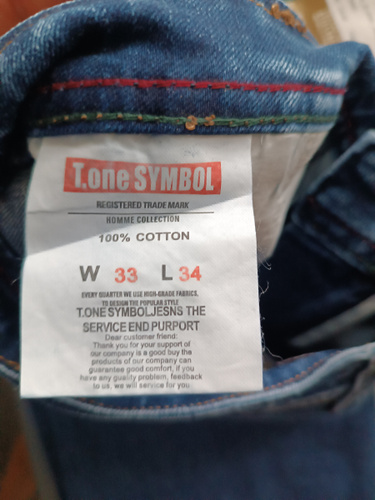 T.one SYMBOL
REGISTERED TRADE MARK
HOMME COLLECTION
100% COTTON
W 33 L 34
EVERY QUARTER WE USE HIGH-GRADE FABRICS,
TO DESIGN THE POPULAR STYLE
T.ONE SYMBOLJESNS THE
SERVICE END PURPORT
Dear customer friend:
Thank you for your support of
our company is a good buy the
products of our company can
guarantee good comfort, if you
have any guality problem, feedback
to us, we will service for you